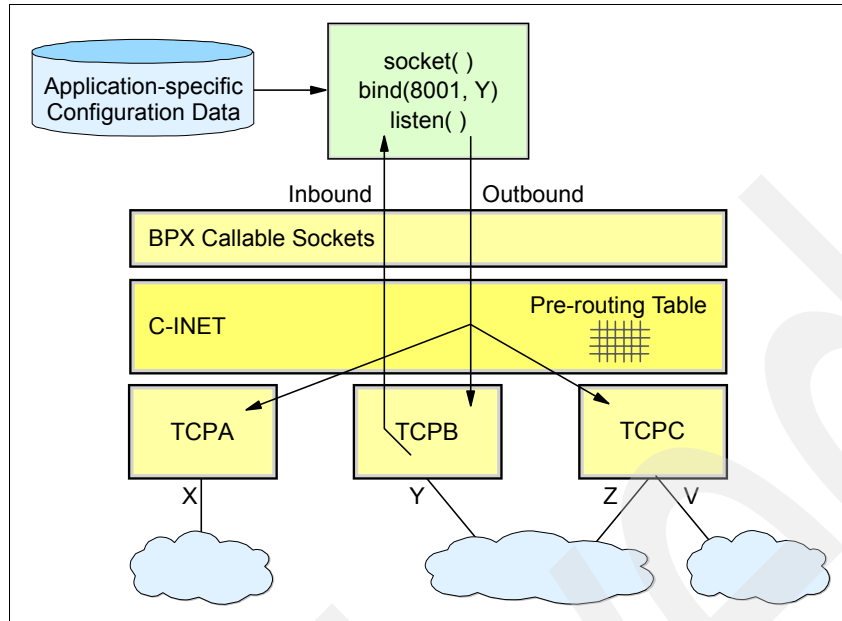 Application-specific
Configuration Data
socket( )
bind(8001, Y)
listen( )
Inbound
Outbound
BPX Callable Sockets
C-INET
Pre-routing Table
TCPA
TCPB
TCPC
X
Y
Z
V